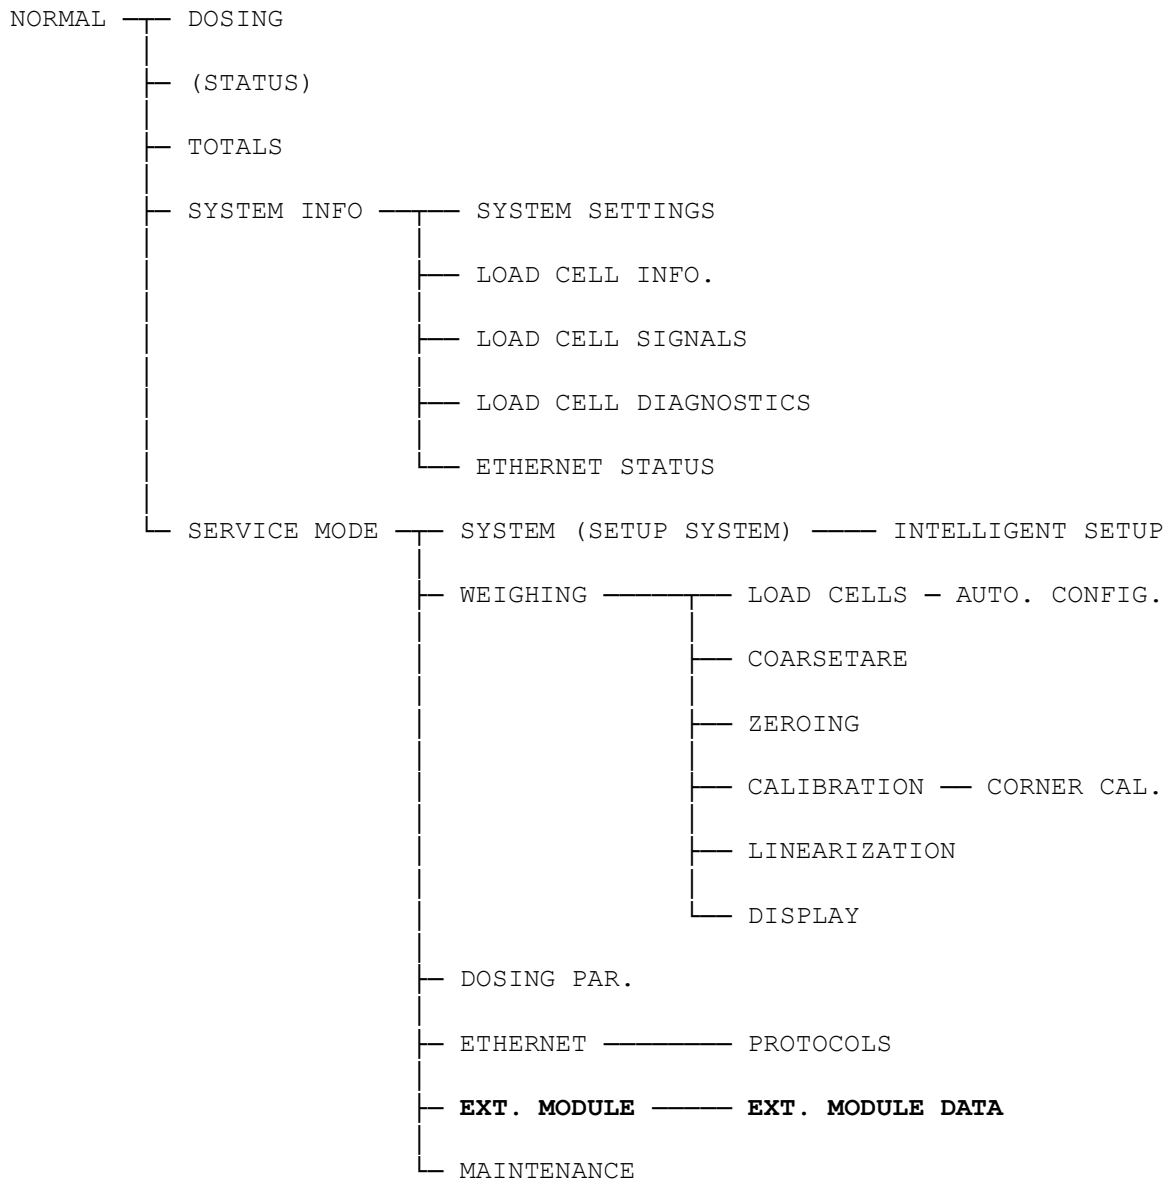 NORMAL DOSING
(STATUS)
TOTALS
SYSTEM INFO SYSTEM SETTINGS
LOAD CELL INFO.
LOAD CELL SIGNALS
LOAD CELL DIAGNOSTICS
ETHERNET STATUS
SERVICE MODE SYSTEM (SETUP SYSTEM) INTELLIGENT SETUP
WEIGHING LOAD CELLS AUTO. CONFIG.
COARSETARE
ZEROING
CALIBRATION CORNER CAL.
LINEARIZATION
DISPLAY
DOSING PAR.
ETHERNET PROTOCOLS
EXT. MODULE EXT. MODULE DATA
MAINTENANCE